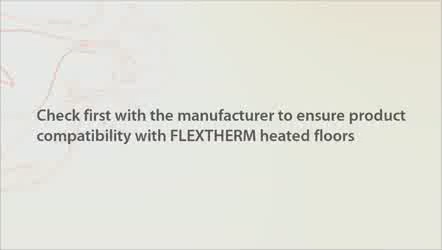 Check first with the manufacturer to ensure product
compatibility with FLEXTHERM heated floors